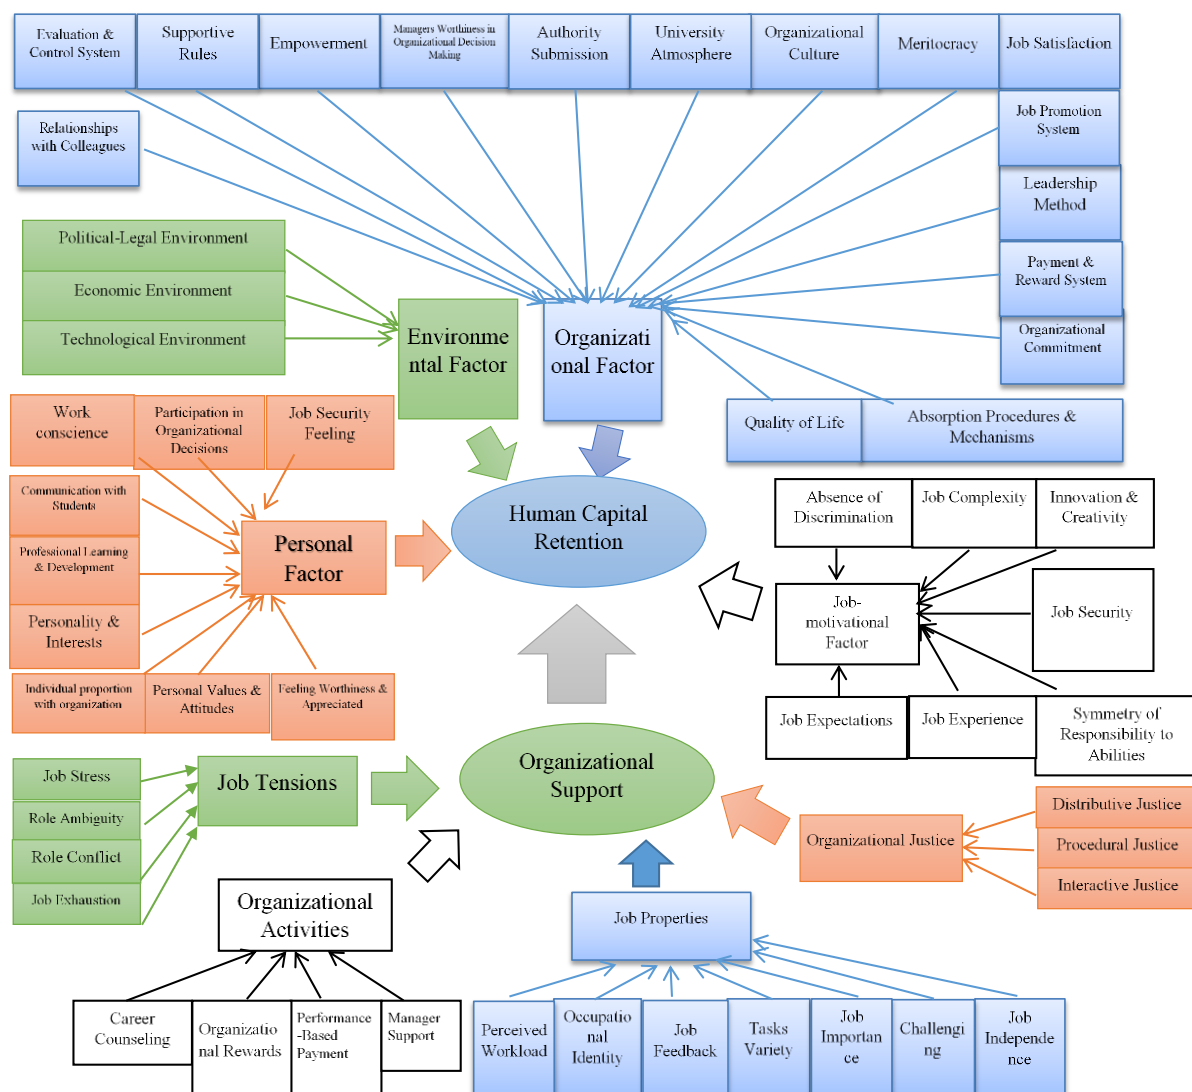 Evaluation &
Control System
Supportive
Rules
Empowerment
Managers Worthiness in
Organizational Decision
Making
Authority
Submission
University
Atmosphere
Organizational
Culture
Meritocracy
Job Satisfaction
Relationships
with Colleagues
Job Promotion
System
Leadership
Method
Payment &
Reward System
Organizational
Commitment
Political-Legal Environment
Economic Environment
Technological Environment
Environme
ntal Factor
Organizati
onal Factor
Quality of Life
Absorption Procedures &
Mechanisms
Work
conscience
Participation in
Organizational
Decisions
Job Security
Feeling
Communication with
Students
Professional Learning
& Development
Personality &
Interests
Individual proportion
with organization
Personal Values &
Attitudes
Feeling Worthiness &
Appreciated
Personal
Factor
Human Capital
Retention
Absence of
Discrimination
Job Complexity
Innovation &
Creativity
Job-
motivational
Factor
Job Security
Job Expectations
Job Experience
Symmetry of
Responsibility to
Abilities
Job Stress
Role Ambiguity
Role Conflict
Job Exhaustion
Job Tensions
Organizational
Support
Organizational Justice
Distributive Justice
Procedural Justice
Interactive Justice
Organizational
Activities
Job Properties
Career
Counseling
Organizatio
nal Rewards
Performance
-Based
Payment
Manager
Support
Perceived
Workload
Occupatio
nal
Identity
Job
Feedback
Tasks
Variety
Job
Importan
ce
Challengi
ng
Job
Independe
nce